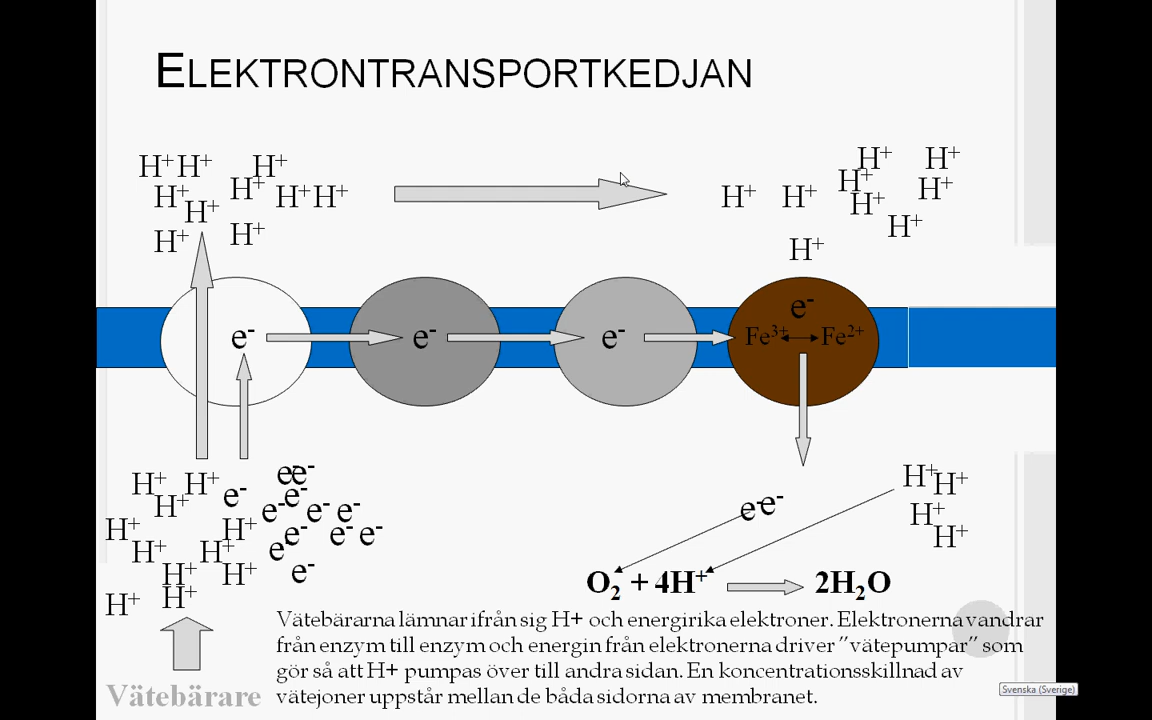 ELEKTRONTRANSPORTKEDJAN
H+ H+ H+ H+ H+ H+ H+ H+ H+ H+
H+ H+ H+ H+ H+ H+ H+ H+ H+
e-
e- e- e- Fe3+ Fe2+
H+ H+ H+ H+ H+ H+ H+ H+ H+ H+ H+
e- e- e- e- e- e- e- e- e- e- e- e-
e- e-
H+ H+ H+ H+
O2 + 4H+ 2H2O
Vätebärarna lämnar ifrån sig H+ och energirika elektroner. Elektronerna vandrar
från enzym till enzym och energin från elektronerna driver ”vätepumpar” som
gör så att H+ pumpas över till andra sidan. En koncentrationsskillnad av
vätejoner uppstår mellan de båda sidorna av membranet.
Vätebärare
Svenska (Sverige)